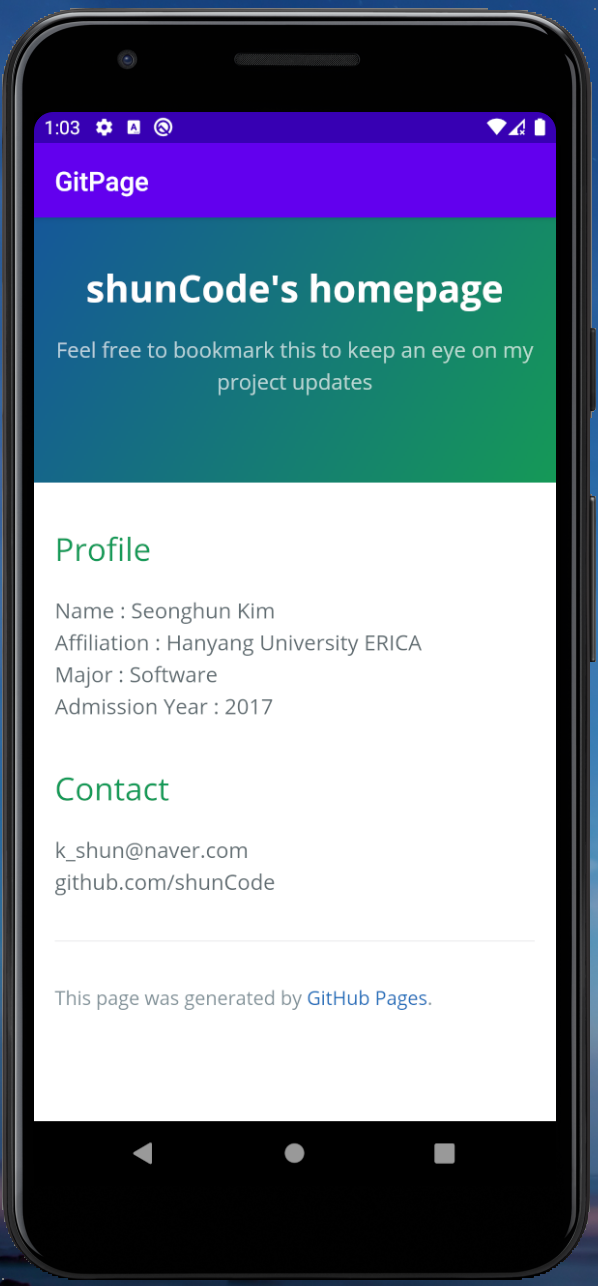 1:03
GitPage
shunCode's homepage
Feel free to bookmark this to keep an eye on my
project updates
Profile
Name : Seonghun Kim
Affiliation : Hanyang University ERICA
Major : Software
Admission Year : 2017
Contact
k_shun@naver.com
github.com/shunCode
This page was generated by GitHub Pages.